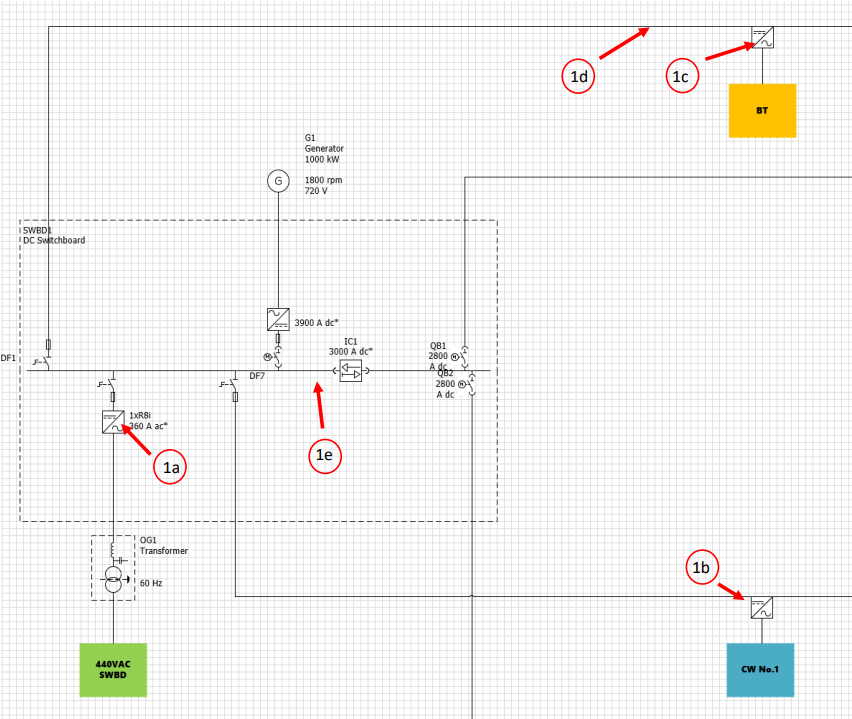 1d
1c
BT
G1
Generator
1000 kW
G
1800 rpm
720 V
SWBD1
DC Switchboard
3900 A dc*
IC1
3000 A dc*
QB1
2800
A dc
M
M
DF1
DF7
QB2
2800
A dc
M
1xR8i
360 A ac*
1a
1e
OG1
Transformer
60 Hz
1b
440VAC
SWBD
CW No.1